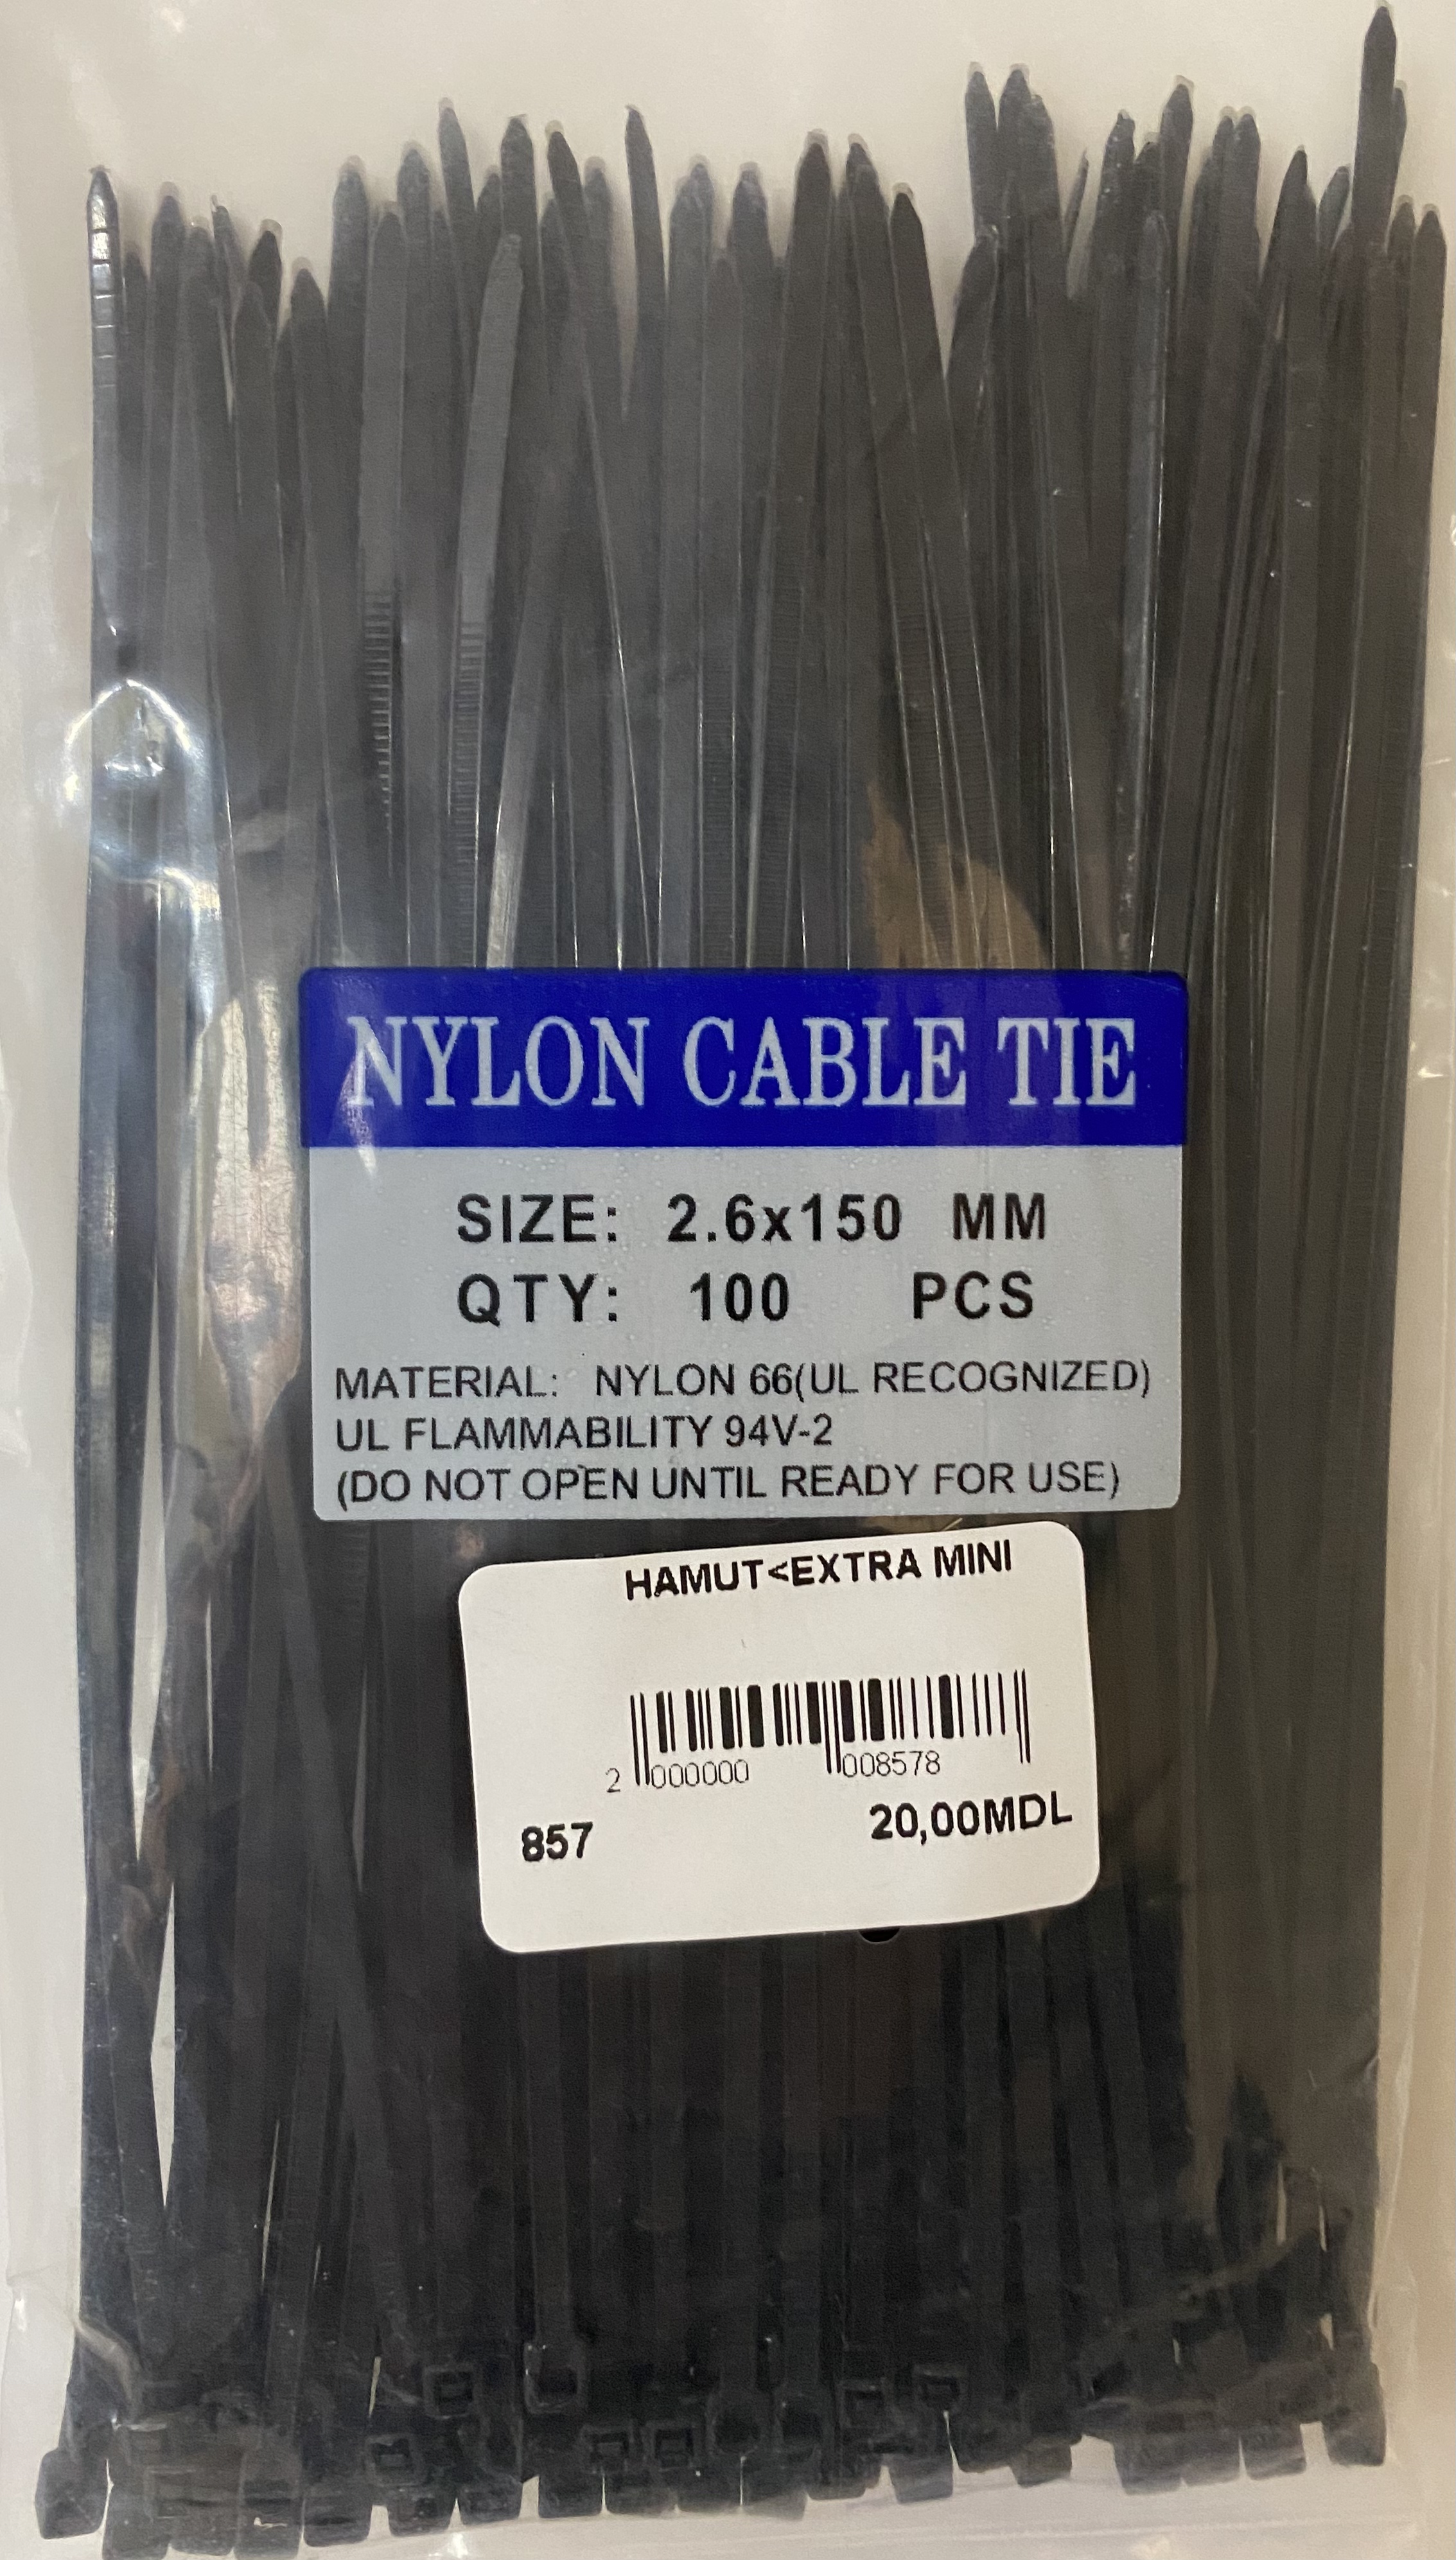 NYLON CABLE TIE
SIZE: 2.6x150 MM
QTY: 100 PCS
MATERIAL: NYLON 66(UL RECOGNIZED)
UL FLAMMABILITY 94V-2
(DO NOT OPEN UNTIL READY FOR USE)
HAMUT<EXTRA MINI
2 000000 008578
857 20,00MDL